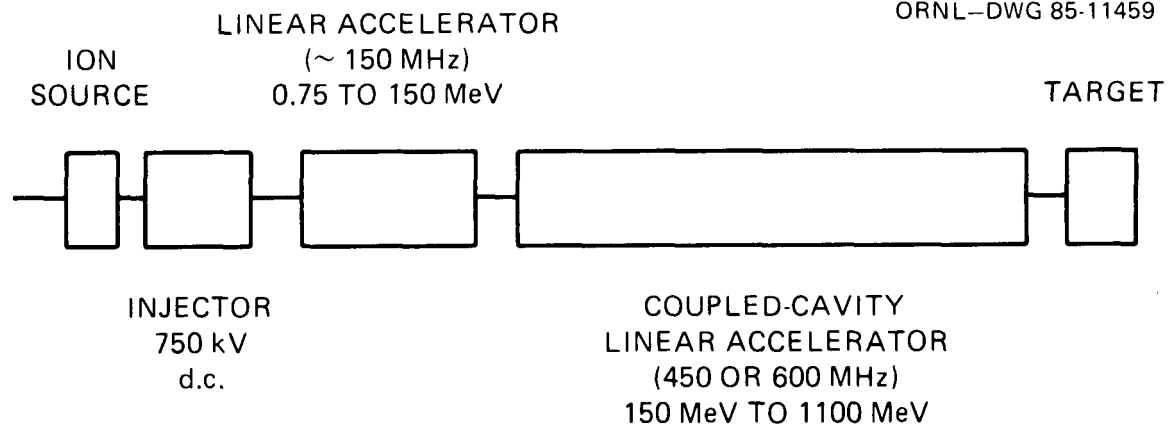 ORNL–DWG 85-11459
LINEAR ACCELERATOR
(~ 150 MHz)
0.75 TO 150 MeV
ION
SOURCE
TARGET
INJECTOR
750 kV
d.c.
COUPLED-CAVITY
LINEAR ACCELERATOR
(450 OR 600 MHz)
150 MeV TO 1100 MeV